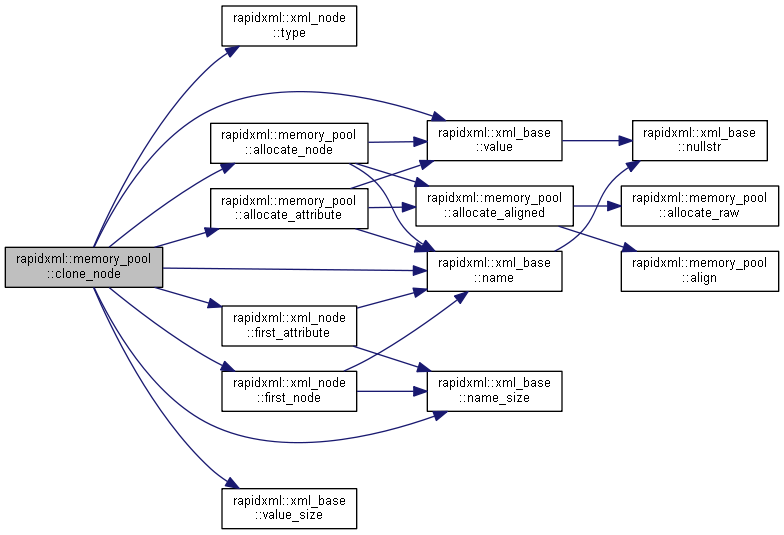 rapidxml::xml_node
::type
rapidxml::memory_pool
::allocate_node
rapidxml::xml_base
::value
rapidxml::xml_base
::nullstr
rapidxml::memory_pool
::allocate_attribute
rapidxml::memory_pool
::allocate_aligned
rapidxml::memory_pool
::allocate_raw
rapidxml::memory_pool
::clone_node
rapidxml::xml_base
::name
rapidxml::memory_pool
::align
rapidxml::xml_node
::first_attribute
rapidxml::xml_node
::first_node
rapidxml::xml_base
::name_size
rapidxml::xml_base
::value_size